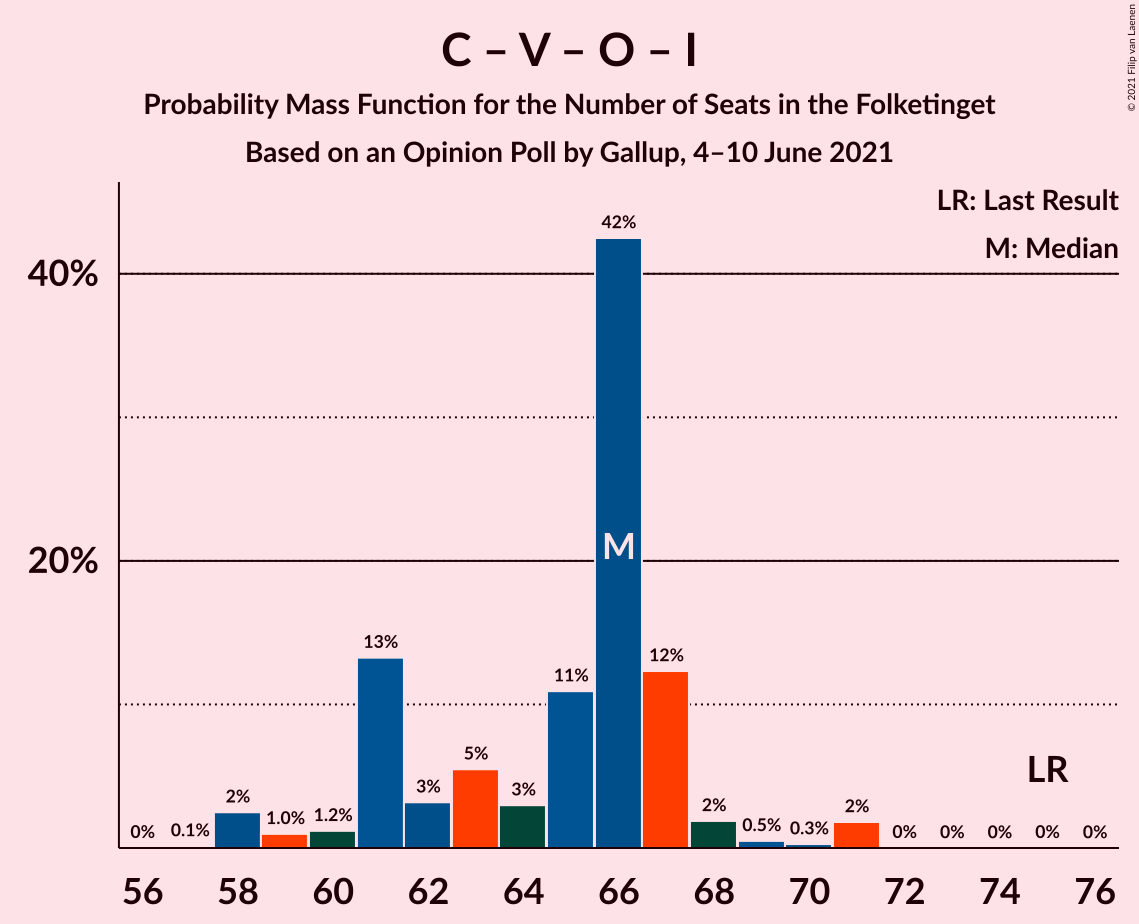 C – V – O – I
Probability Mass Function for the Number of Seats in the Folketinget
Based on an Opinion Poll by Gallup, 4–10 June 2021
© 2021 Filip van Laenen
LR: Last Result
M: Median
42%
40%
M
20%
13%
12%
11%
LR
5%
3%
3%
2%
2%
2%
1.0%
1.2%
0%
0.1%
0.5%
0.3%
0%
0%
0%
0%
0%
56 58 60 62 64 66 68 70 72 74 76